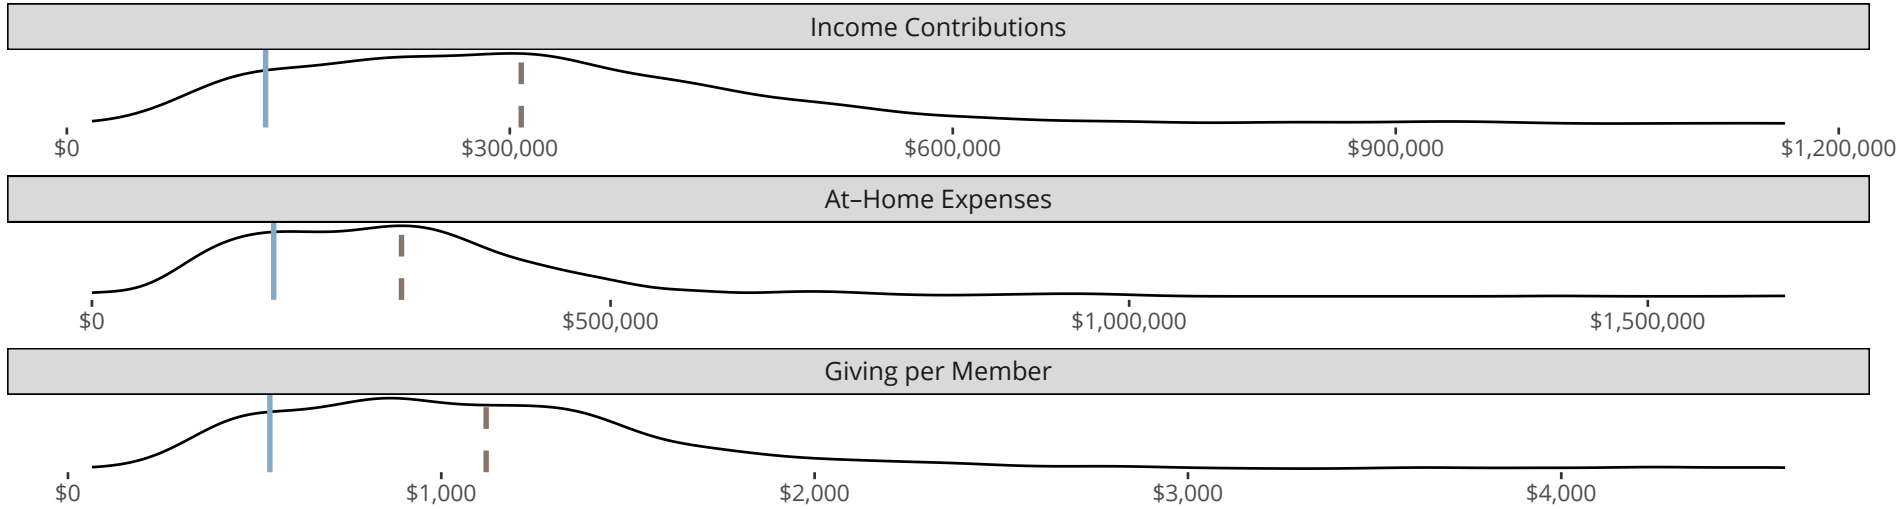 Income Contributions
$0 $300,000 $600,000 $900,000 $1,200,000
At–Home Expenses
$0 $500,000 $1,000,000 $1,500,000
Giving per Member
$0 $1,000 $2,000 $3,000 $4,000